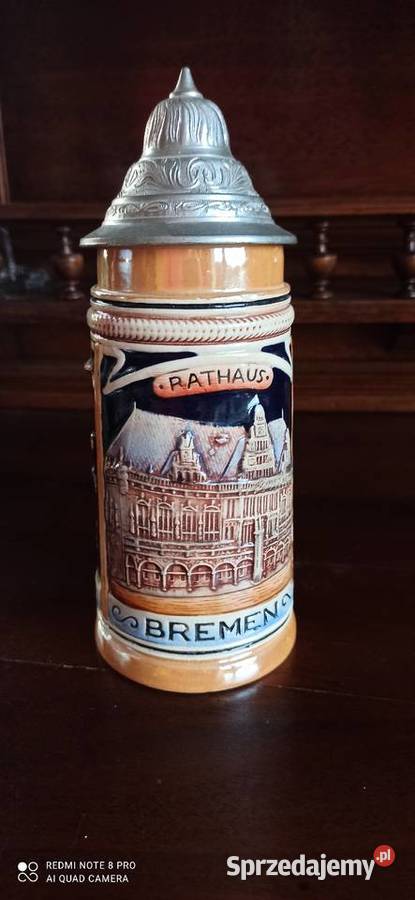 ·RATHAUS·
BREMEN
REDMI NOTE 8 PRO
AI QUAD CAMERA
Sprzedajemy.pl